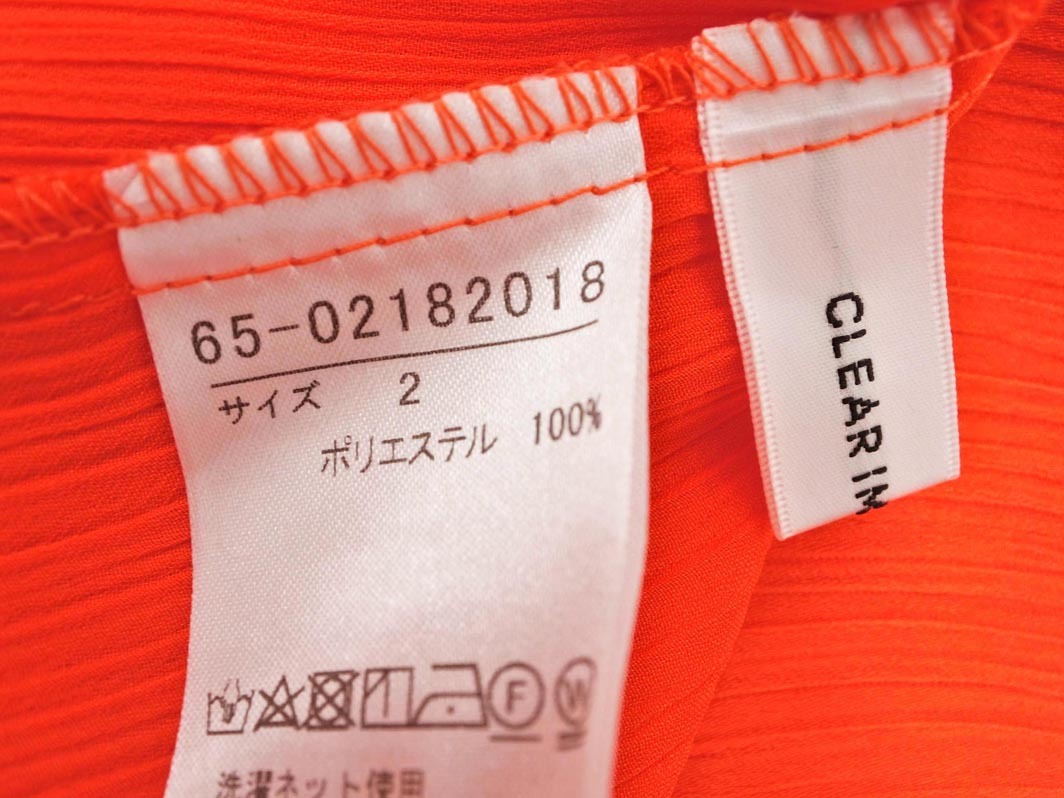 65-02182018
サイズ 2
ポリエステル 100%
F W
洗濯ネット使用
CLEAR IM